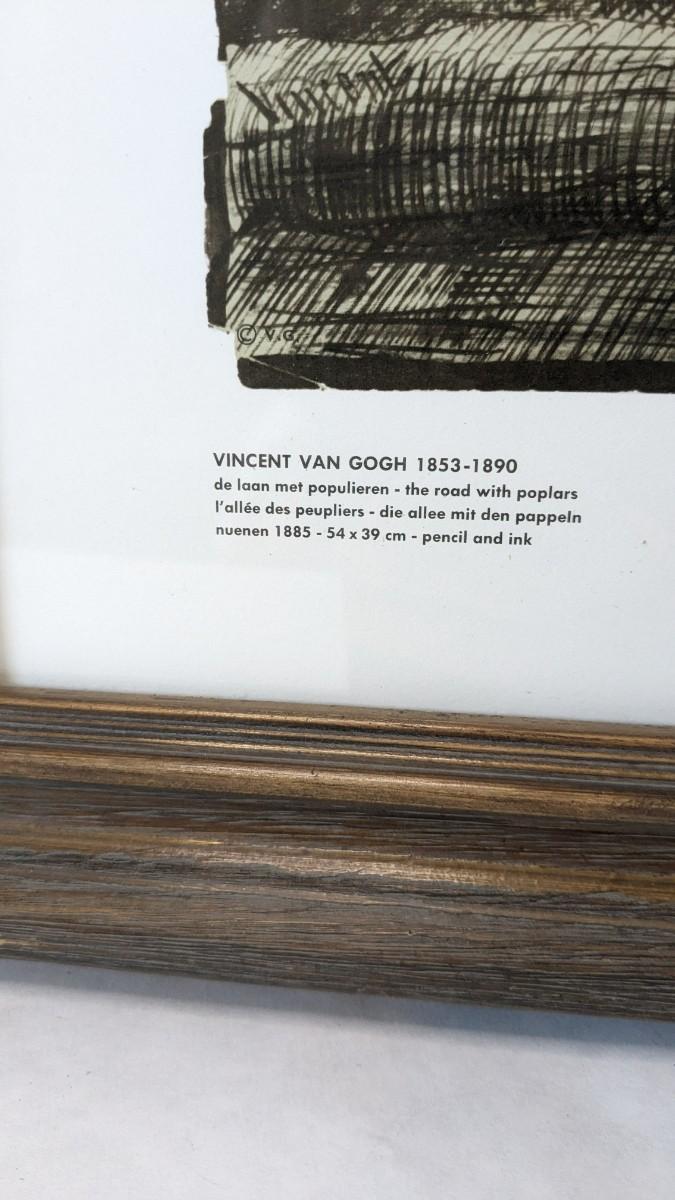 Vincent
© V.G.
VINCENT VAN GOGH 1853-1890
de laan met populieren - the road with poplars
l'allée des peupliers - die allee mit den pappeln
nuenen 1885 - 54 x 39 cm - pencil and ink